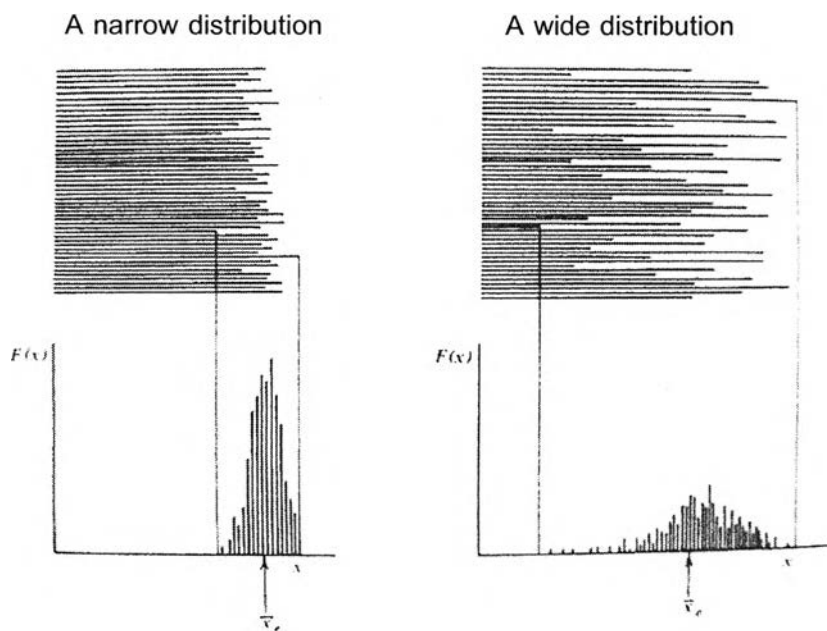 A narrow distribution
A wide distribution
F(x)
x
x̄e
F(x)
x
x̄e